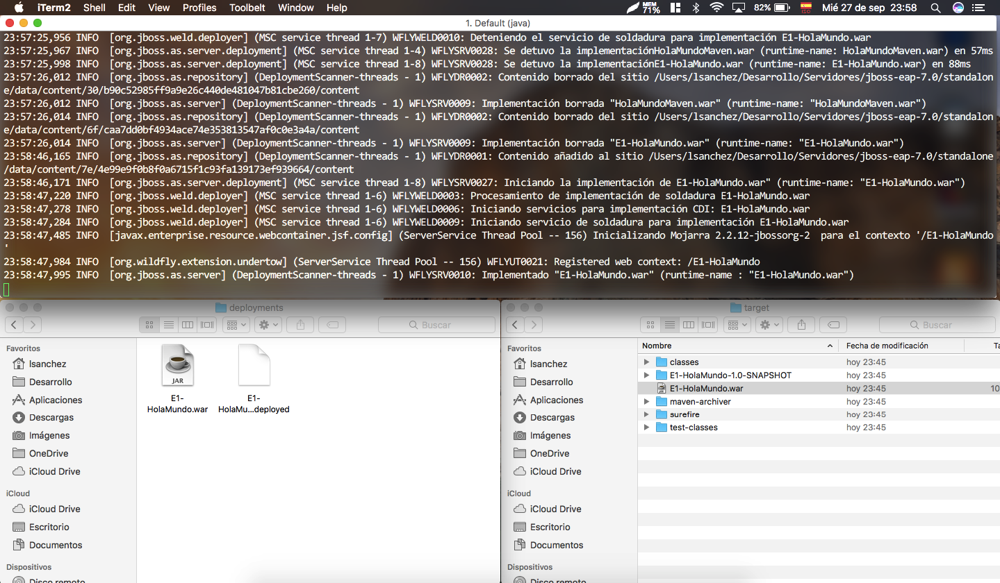 iTerm2 Shell Edit View Profiles Toolbelt Window Help MEM 71% 82% ISO Mié 27 de sep 23:58
1. Default (java)
23:57:25,956 INFO  [org.jboss.weld.deployer] (MSC service thread 1-7) WFLYWELD0010: Deteniendo el servicio de soldadura para implementación E1-HolaMundo.war
23:57:25,967 INFO  [org.jboss.as.server.deployment] (MSC service thread 1-4) WFLYSRV0028: Se detuvo la implementaciónHolaMundoMaven.war (runtime-name: HolaMundoMaven.war) en 57ms
23:57:25,998 INFO  [org.jboss.as.server.deployment] (MSC service thread 1-8) WFLYSRV0028: Se detuvo la implementaciónE1-HolaMundo.war (runtime-name: E1-HolaMundo.war) en 88ms
23:57:26,012 INFO  [org.jboss.as.repository] (DeploymentScanner-threads - 1) WFLYDR0002: Contenido borrado del sitio /Users/lsanchez/Desarrollo/Servidores/jboss-eap-7.0/standalon
e/data/content/30/b90c52985ff9a9e26c440de481047b81cbe260/content
23:57:26,012 INFO  [org.jboss.as.server] (DeploymentScanner-threads - 1) WFLYSRV0009: Implementación borrada "HolaMundoMaven.war" (runtime-name: "HolaMundoMaven.war")
23:57:26,014 INFO  [org.jboss.as.repository] (DeploymentScanner-threads - 1) WFLYDR0002: Contenido borrado del sitio /Users/lsanchez/Desarrollo/Servidores/jboss-eap-7.0/standalon
e/data/content/6f/caa7dd0bf4934ace74e353813547af0c0e3a4a/content
23:57:26,014 INFO  [org.jboss.as.server] (DeploymentScanner-threads - 1) WFLYSRV0009: Implementación borrada "E1-HolaMundo.war" (runtime-name: "E1-HolaMundo.war")
23:58:46,165 INFO  [org.jboss.as.repository] (DeploymentScanner-threads - 1) WFLYDR0001: Contenido añadido al sitio /Users/lsanchez/Desarrollo/Servidores/jboss-eap-7.0/standalone
/data/content/7e/4e99e9f0b8f0a6715f1c93fa139173ef939664/content
23:58:46,171 INFO  [org.jboss.as.server.deployment] (MSC service thread 1-8) WFLYSRV0027: Iniciando la implementación de E1-HolaMundo.war" (runtime-name: "E1-HolaMundo.war")
23:58:47,220 INFO  [org.jboss.weld.deployer] (MSC service thread 1-6) WFLYWELD0003: Procesamiento de implementación de soldadura E1-HolaMundo.war
23:58:47,278 INFO  [org.jboss.weld.deployer] (MSC service thread 1-6) WFLYWELD0006: Iniciando servicios para implementación CDI: E1-HolaMundo.war
23:58:47,284 INFO  [org.jboss.weld.deployer] (MSC service thread 1-6) WFLYWELD0009: Iniciando servicio de soldadura para implementación E1-HolaMundo.war
23:58:47,485 INFO  [javax.enterprise.resource.webcontainer.jsf.config] (ServerService Thread Pool -- 156) Inicializando Mojarra 2.2.12-jbossorg-2  para el contexto '/E1-HolaMundo
'
23:58:47,984 INFO  [org.wildfly.extension.undertow] (ServerService Thread Pool -- 156) WFLYUT0021: Registered web context: /E1-HolaMundo
23:58:47,995 INFO  [org.jboss.as.server] (DeploymentScanner-threads - 1) WFLYSRV0010: Implementado "E1-HolaMundo.war" (runtime-name : "E1-HolaMundo.war")
deployments
Buscar
Favoritos
lsanchez
Desarrollo
Aplicaciones
Descargas
Imágenes
OneDrive
iCloud Drive
iCloud
iCloud Drive
Escritorio
Documentos
Dispositivos
Disco remoto
JAR
E1-
HolaMundo.war
E1-
HolaMu...deployed
target
Buscar
Favoritos
lsanchez
Desarrollo
Aplicaciones
Descargas
Imágenes
OneDrive
iCloud Drive
iCloud
iCloud Drive
Escritorio
Documentos
Dispositivos
Disco remoto
Nombre Fecha de modificación
classes hoy 23:45
E1-HolaMundo-1.0-SNAPSHOT hoy 23:45
E1-HolaMundo.war hoy 23:45 10
maven-archiver hoy 23:45
surefire hoy 23:45
test-classes hoy 23:45